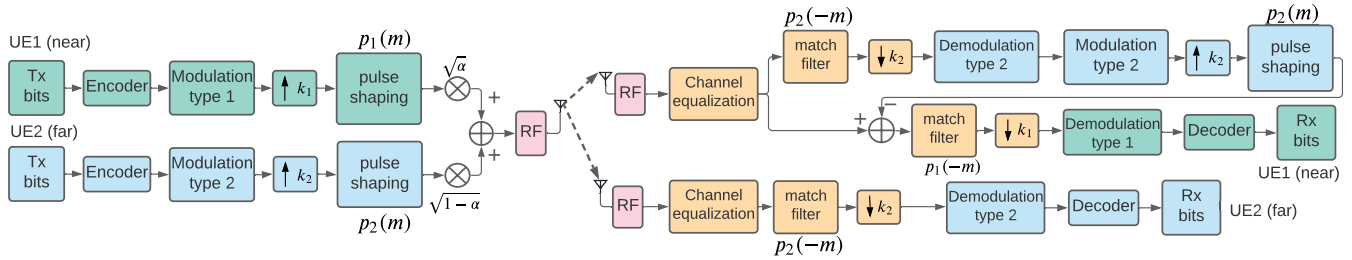 UE1 (near)
Tx
bits
Encoder
Modulation
type 1
k₁
p₁(m)
pulse
shaping
√α
+
UE2 (far)
Tx
bits
Encoder
Modulation
type 2
k₂
pulse
shaping
p₂(m)
√1 − α
+
RF
RF
Channel
equalization
p₂(−m)
match
filter
k₂
Demodulation
type 2
Modulation
type 2
k₂
p₂(m)
pulse
shaping
+
−
match
filter
p₁(−m)
k₁
Demodulation
type 1
Decoder
Rx
bits
UE1 (near)
RF
Channel
equalization
match
filter
p₂(−m)
k₂
Demodulation
type 2
Decoder
Rx
bits
UE2 (far)